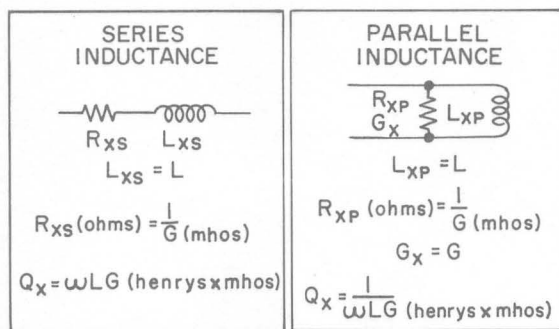 SERIES
INDUCTANCE
RXS LXS
LXS = L
RXS (ohms) = 1/G (mhos)
QX = ωLG (henrys x mhos)
PARALLEL
INDUCTANCE
RXP
GX
LXP
LXP = L
RXP (ohms) = 1/G (mhos)
GX = G
QX = 1/ωLG (henrys x mhos)